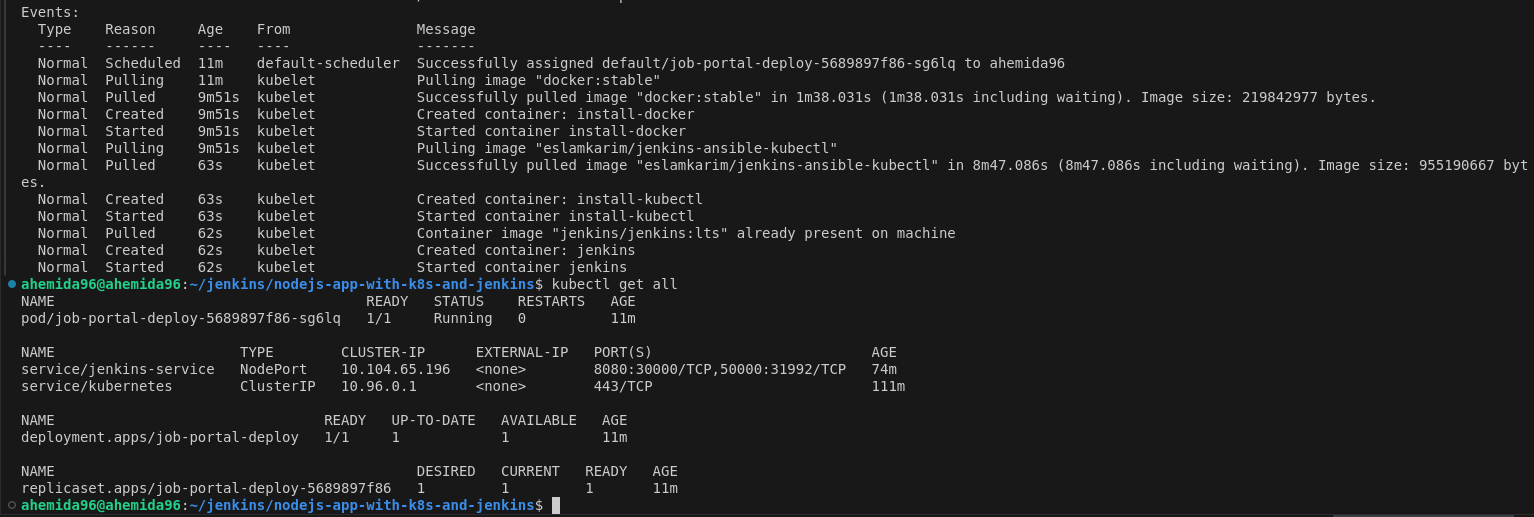 Events:
  Type    Reason     Age    From               Message
  ----    ------     ----   ----               -------
  Normal  Scheduled  11m    default-scheduler  Successfully assigned default/job-portal-deploy-5689897f86-sg6lq to ahemida96
  Normal  Pulling    11m    kubelet            Pulling image "docker:stable"
  Normal  Pulled     9m51s  kubelet            Successfully pulled image "docker:stable" in 1m38.031s (1m38.031s including waiting). Image size: 219842977 bytes.
  Normal  Created    9m51s  kubelet            Created container: install-docker
  Normal  Started    9m51s  kubelet            Started container install-docker
  Normal  Pulling    9m51s  kubelet            Pulling image "eslamkarim/jenkins-ansible-kubectl"
  Normal  Pulled     63s    kubelet            Successfully pulled image "eslamkarim/jenkins-ansible-kubectl" in 8m47.086s (8m47.086s including waiting). Image size: 955190667 byt
es.
  Normal  Created    63s    kubelet            Created container: install-kubectl
  Normal  Started    63s    kubelet            Started container install-kubectl
  Normal  Pulled     62s    kubelet            Container image "jenkins/jenkins:lts" already present on machine
  Normal  Created    62s    kubelet            Created container: jenkins
  Normal  Started    62s    kubelet            Started container jenkins
ahemida96@ahemida96:~/jenkins/nodejs-app-with-k8s-and-jenkins$ kubectl get all
NAME                                     READY   STATUS    RESTARTS   AGE
pod/job-portal-deploy-5689897f86-sg6lq   1/1     Running   0          11m
NAME                      TYPE        CLUSTER-IP      EXTERNAL-IP   PORT(S)                          AGE
service/jenkins-service   NodePort    10.104.65.196   <none>        8080:30000/TCP,50000:31992/TCP   74m
service/kubernetes        ClusterIP   10.96.0.1       <none>        443/TCP                          111m
NAME                                READY   UP-TO-DATE   AVAILABLE   AGE
deployment.apps/job-portal-deploy   1/1     1            1           11m
NAME                                           DESIRED   CURRENT   READY   AGE
replicaset.apps/job-portal-deploy-5689897f86   1         1         1       11m
ahemida96@ahemida96:~/jenkins/nodejs-app-with-k8s-and-jenkins$